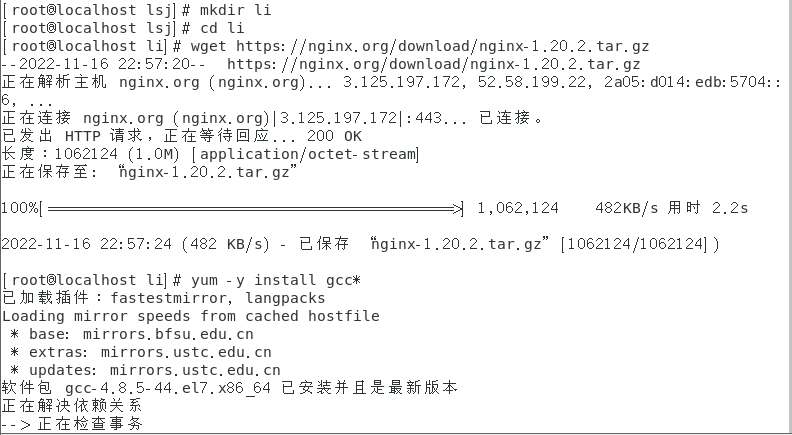 [root@localhost lsj]# mkdir li
[root@localhost lsj]# cd li
[root@localhost li]# wget https://nginx.org/download/nginx-1.20.2.tar.gz
--2022-11-16 22:57:20--  https://nginx.org/download/nginx-1.20.2.tar.gz
正在解析主机 nginx.org (nginx.org)... 3.125.197.172, 52.58.199.22, 2a05:d014:edb:5704::
6, ...
正在连接 nginx.org (nginx.org)|3.125.197.172|:443... 已连接。
已发出 HTTP 请求，正在等待回应... 200 OK
长度：1062124 (1.0M) [application/octet-stream]
正在保存至: “nginx-1.20.2.tar.gz”
100%[======================================>] 1,062,124    482KB/s 用时 2.2s
2022-11-16 22:57:24 (482 KB/s) - 已保存 “nginx-1.20.2.tar.gz” [1062124/1062124])
[root@localhost li]# yum -y install gcc*
已加载插件：fastestmirror, langpacks
Loading mirror speeds from cached hostfile
 * base: mirrors.bfsu.edu.cn
 * extras: mirrors.ustc.edu.cn
 * updates: mirrors.ustc.edu.cn
软件包 gcc-4.8.5-44.el7.x86_64 已安装并且是最新版本
正在解决依赖关系
--> 正在检查事务